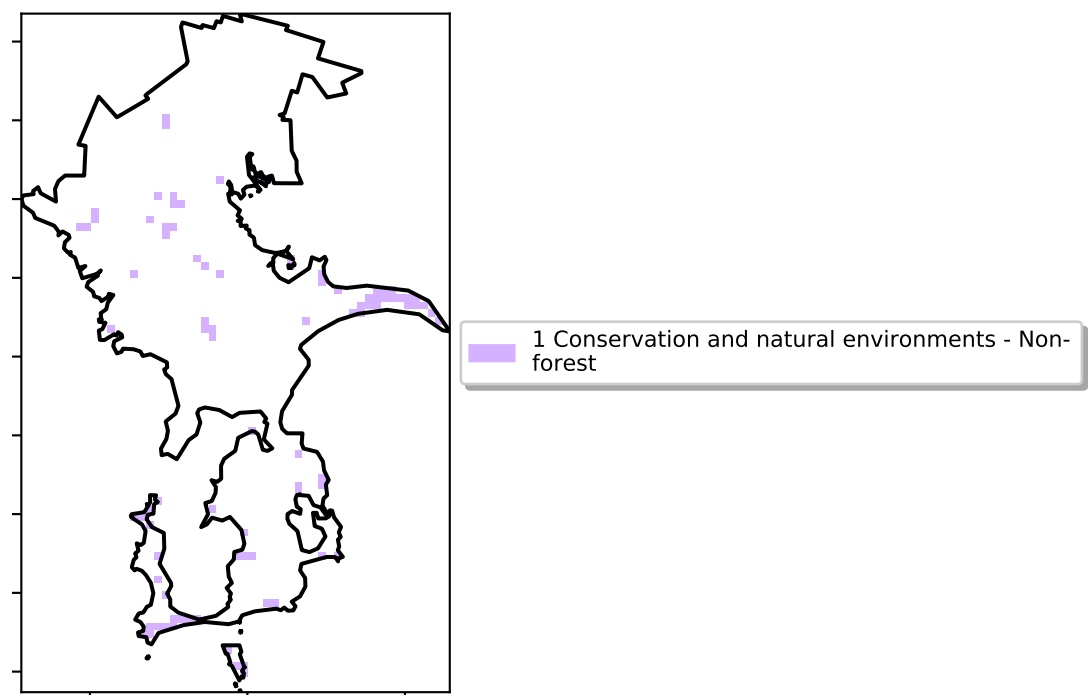 1 Conservation and natural environments - Non-
forest